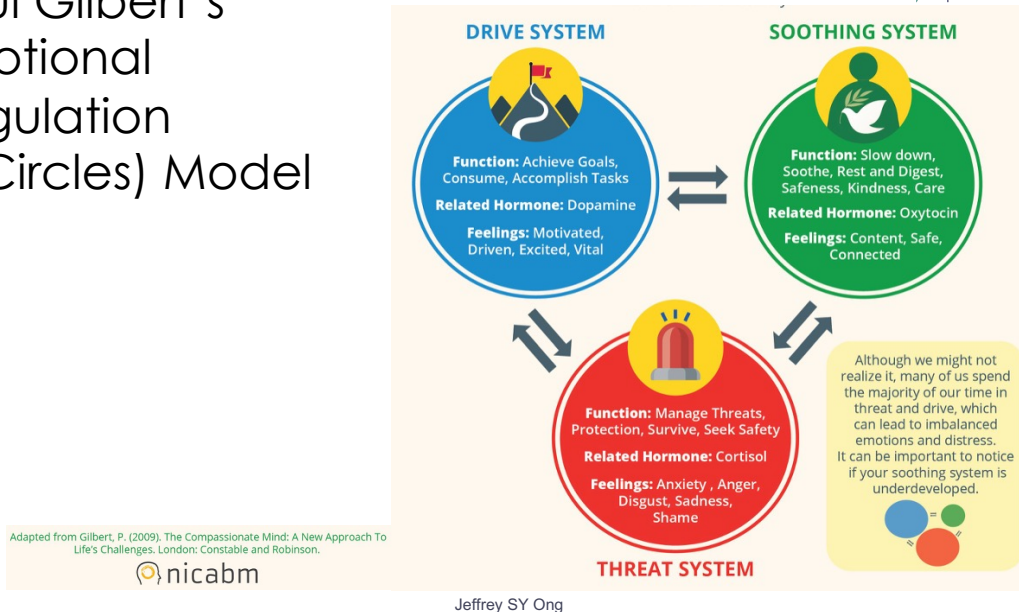 Gilbert's
Circles) Model
DRIVE SYSTEM
Function: Achieve Goals,
Consume, Accomplish Tasks
Related Hormone: Dopamine
Feelings: Motivated,
Driven, Excited, Vital
SOOTHING SYSTEM
Function: Slow down,
Soothe, Rest and Digest,
Safeness, Kindness, Care
Related Hormone: Oxytocin
Feelings: Content, Safe,
Connected
Function: Manage Threats,
Protection, Survive, Seek Safety
Related Hormone: Cortisol
Feelings: Anxiety , Anger,
Disgust, Sadness,
Shame
THREAT SYSTEM
Although we might not
realize it, many of us spend
the majority of our time in
threat and drive, which
can lead to imbalanced
emotions and distress.
It can be important to notice
if your soothing system is
underdeveloped.
=
=
=
Adapted from Gilbert, P. (2009). The Compassionate Mind: A New Approach To
Life's Challenges. London: Constable and Robinson.
nicabm
Jeffrey SY Ong